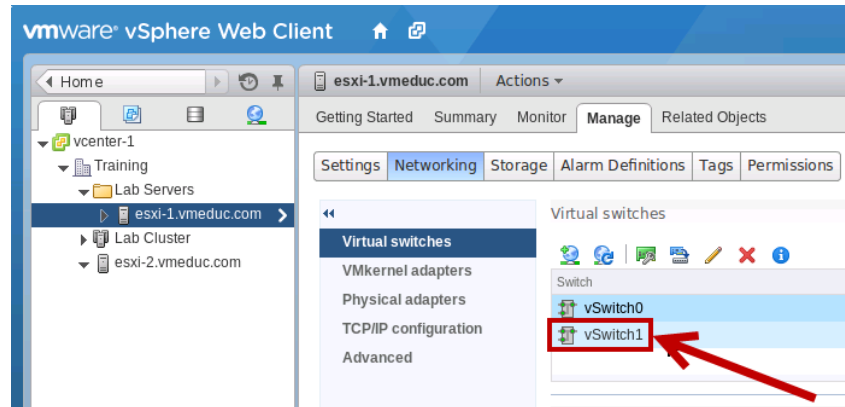 vmware® vSphere Web Client
Home
esxi-1.vmeduc.com Actions
Getting Started Summary Monitor Manage Related Objects
vcenter-1
Training
Lab Servers
esxi-1.vmeduc.com
Lab Cluster
esxi-2.vmeduc.com
Settings Networking Storage Alarm Definitions Tags Permissions
Virtual switches
VMkernel adapters
Physical adapters
TCP/IP configuration
Advanced
Virtual switches
Switch
vSwitch0
vSwitch1